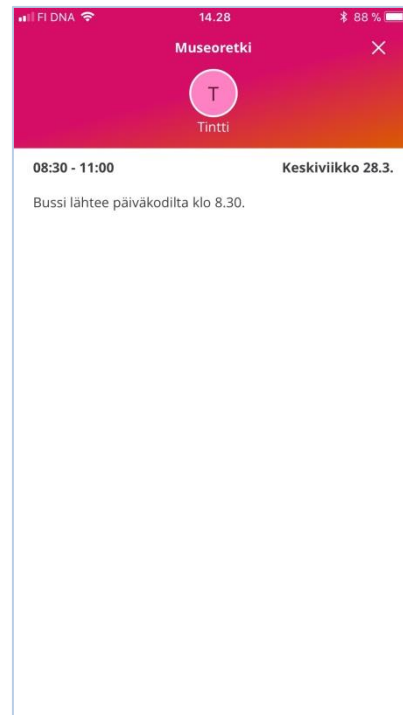 FI DNA 14.28 88 %
Museoretki
T
Tintti
08:30 - 11:00 Keskiviikko 28.3.
Bussi lähtee päiväkodilta klo 8.30.